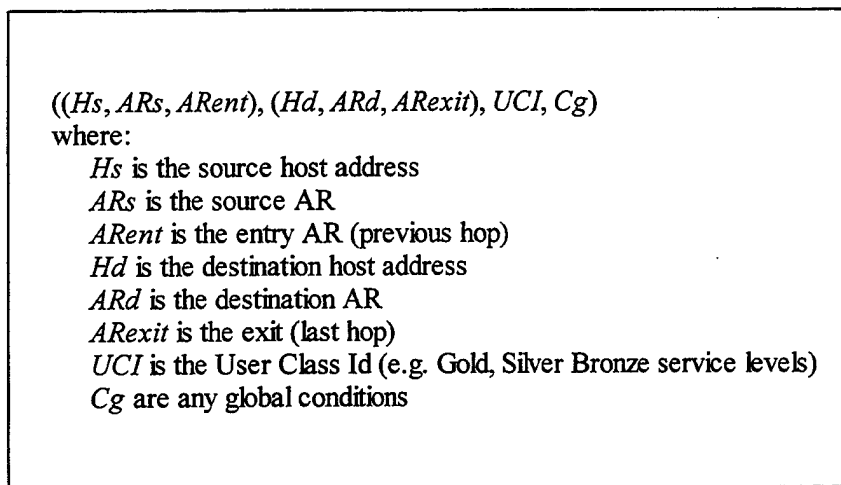 ((Hs, ARs, ARent), (Hd, ARd, ARexit), UCI, Cg)
where:
Hs is the source host address
ARs is the source AR
ARent is the entry AR (previous hop)
Hd is the destination host address
ARd is the destination AR
ARexit is the exit (last hop)
UCI is the User Class Id (e.g. Gold, Silver Bronze service levels)
Cg are any global conditions